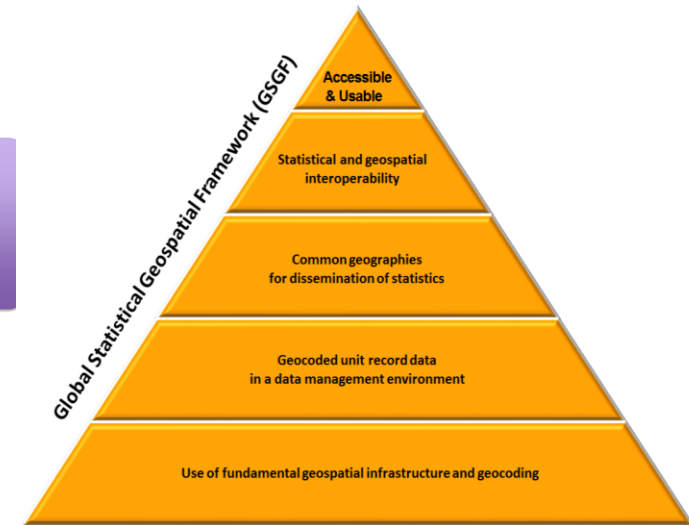 Global Statistical Geospatial Framework (GSGF)
Accessible
& Usable
Statistical and geospatial
interoperability
Common geographies
for dissemination of statistics
Geocoded unit record data
in a data management environment
Use of fundamental geospatial infrastructure and geocoding